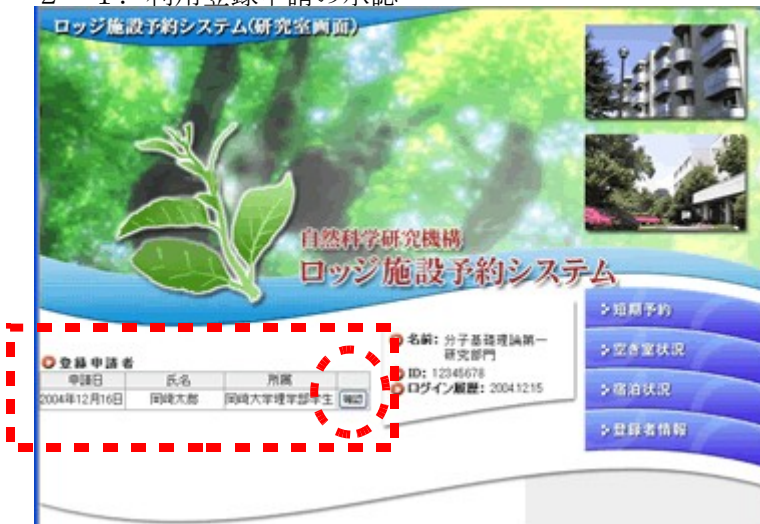 ２－１．利用登録申請の承認
ロッジ施設予約システム(研究室画面)
自然科学研究機構
ロッジ施設予約システム
短期予約
空き室状況
宿泊状況
登録者情報
名前: 分子基礎理論第一
研究部門
ID: 12345678
ログイン履歴: 2004.12.15
登録申請者
申請日 氏名 所属
2004年12月16日 岡崎太郎 岡崎大学理学部学生 確認